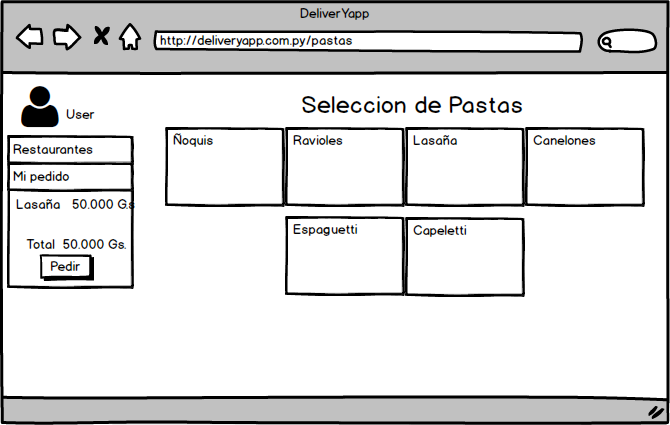 DeliverYapp
http://deliveryapp.com.py/pastas
User
Restaurantes
Mi pedido
Lasaña 50.000 Gs
Total 50.000 Gs.
Pedir
Seleccion de Pastas
Ñoquis Ravioles Lasaña Canelones
Espaguetti Capeletti